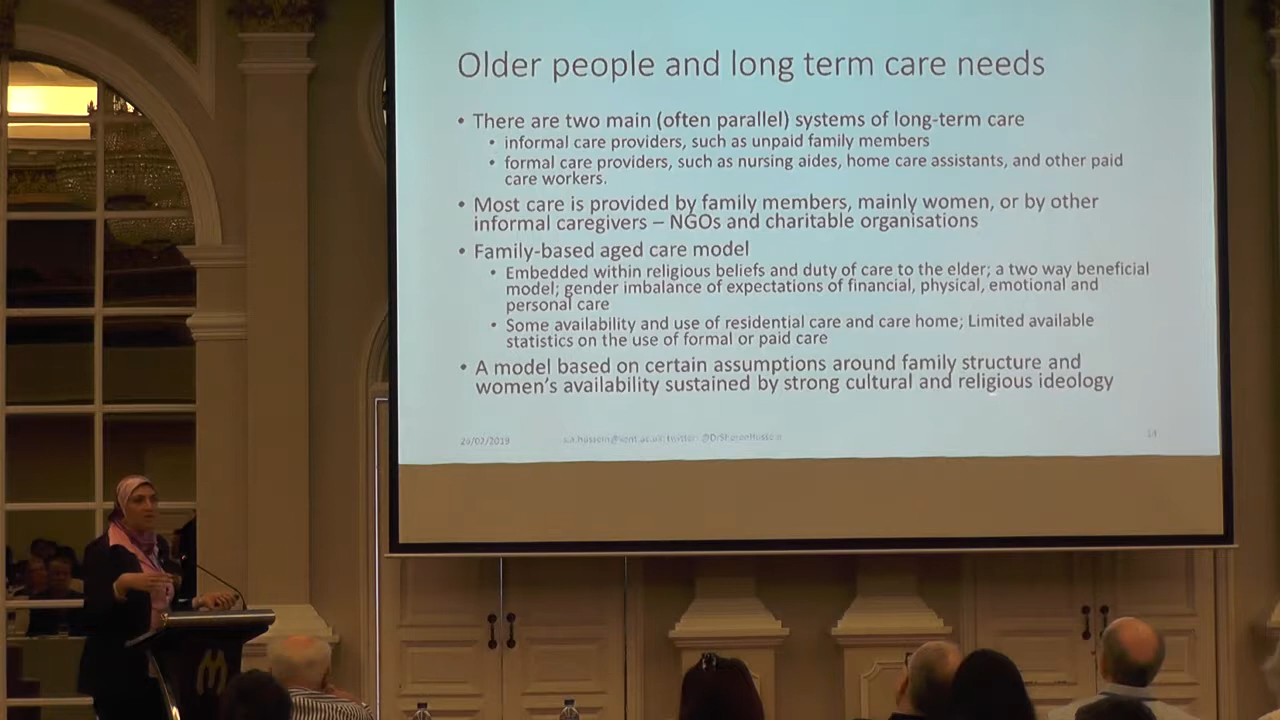 Older people and long term care needs
• There are two main (often parallel) systems of long-term care
• informal care providers, such as unpaid family members
• formal care providers, such as nursing aides, home care assistants, and other paid
care workers.
• Most care is provided by family members, mainly women, or by other
informal caregivers – NGOs and charitable organisations
• Family-based aged care model
• Embedded within religious beliefs and duty of care to the elder; a two way beneficial
model; gender imbalance of expectations of financial, physical, emotional and
personal care
• Some availability and use of residential care and care home; Limited available
statistics on the use of formal or paid care
• A model based on certain assumptions around family structure and
women's availability sustained by strong cultural and religious ideology
14
M